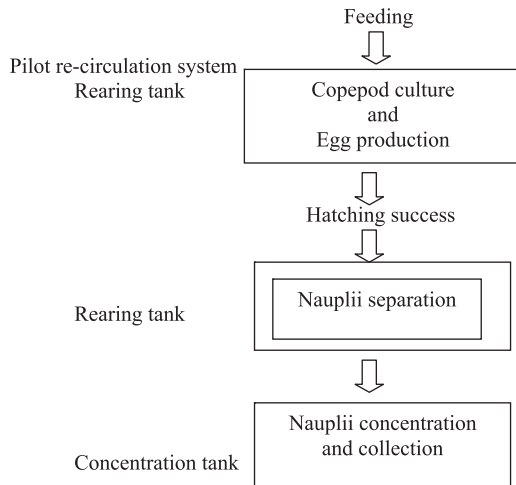 Feeding
Pilot re-circulation system
Rearing tank
Copepod culture
and
Egg production
Hatching success
Nauplii separation
Rearing tank
Nauplii concentration
and collection
Concentration tank